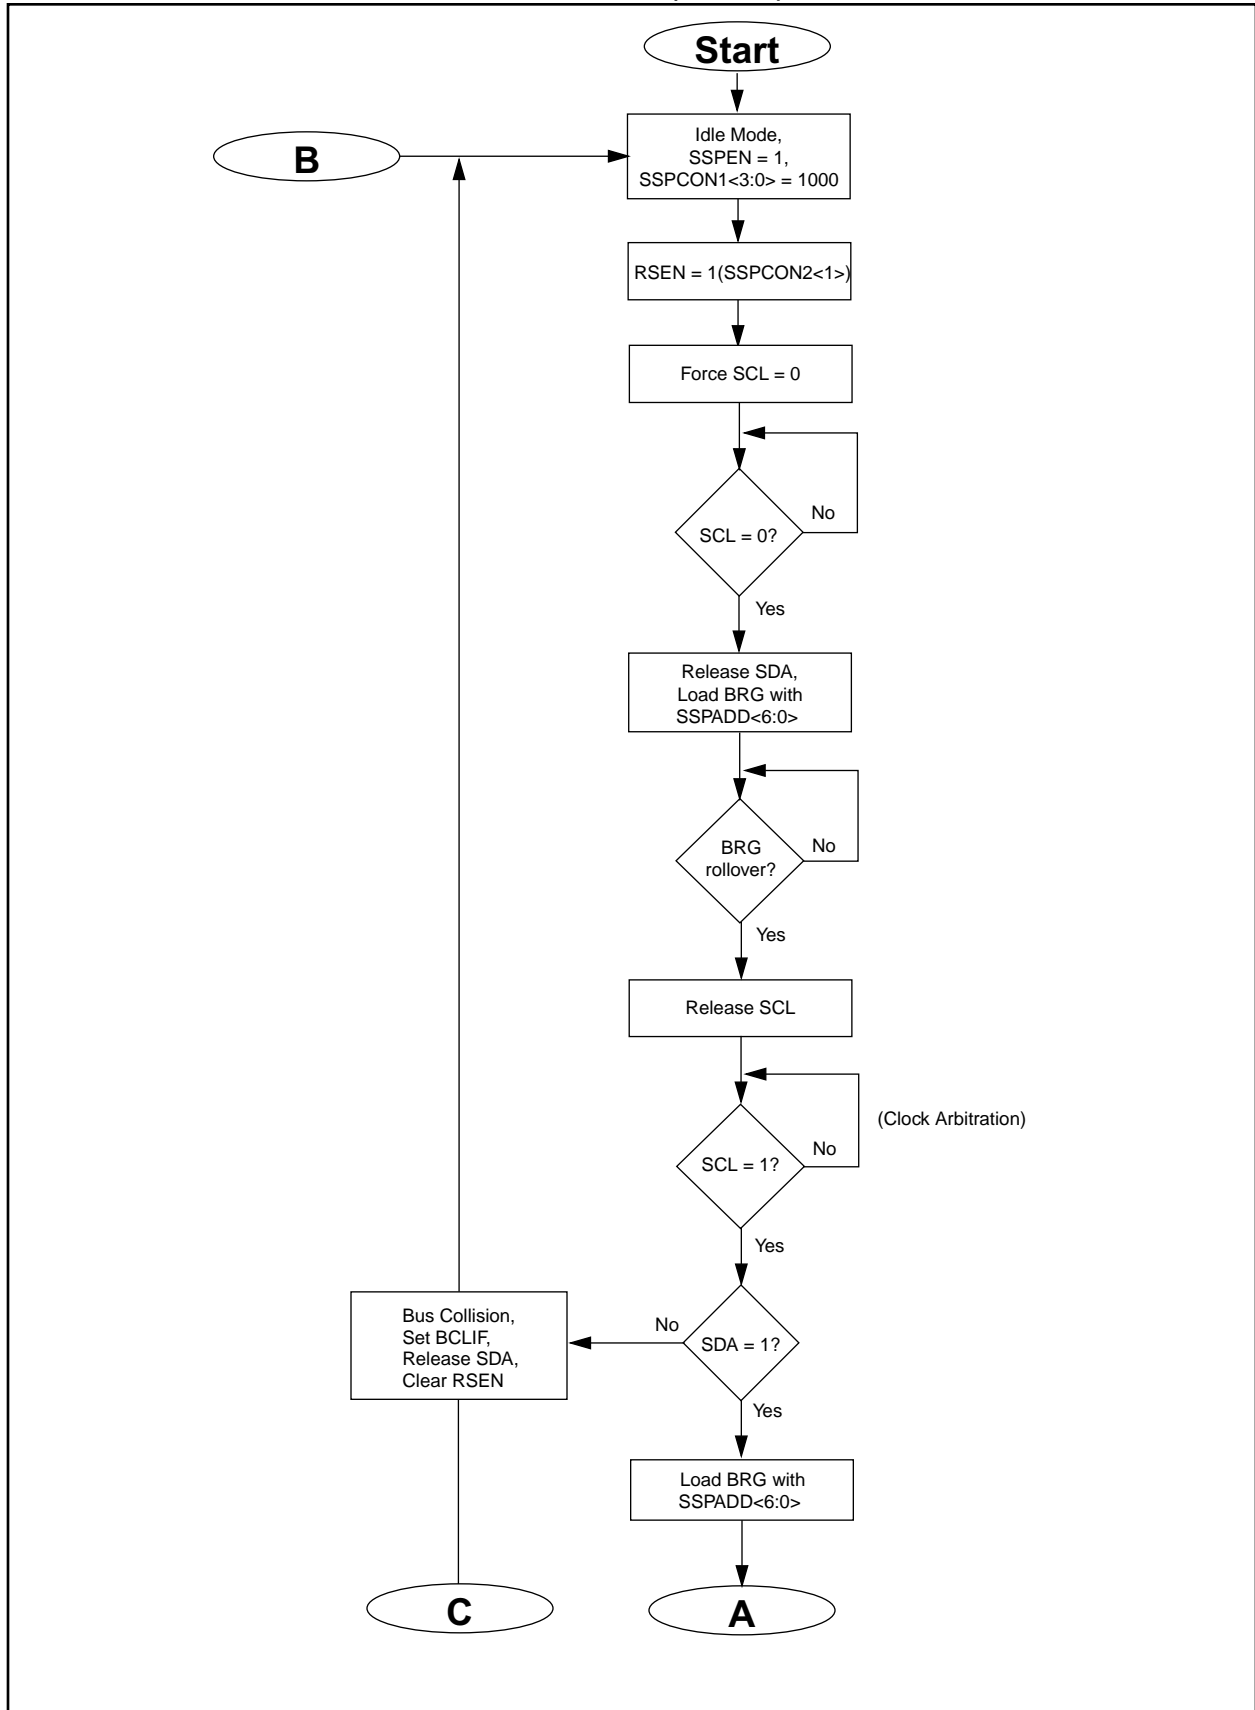 Start
B
Idle Mode,
SSPEN = 1,
SSPCON1<3:0> = 1000
RSEN = 1(SSPCON2<1>)
Force SCL = 0
No
SCL = 0?
Yes
Release SDA,
Load BRG with
SSPADD<6:0>
BRG
rollover?
No
Yes
Release SCL
(Clock Arbitration)
No
SCL = 1?
Yes
Bus Collision,
Set BCLIF,
Release SDA,
Clear RSEN
No
SDA = 1?
Yes
Load BRG with
SSPADD<6:0>
C
A